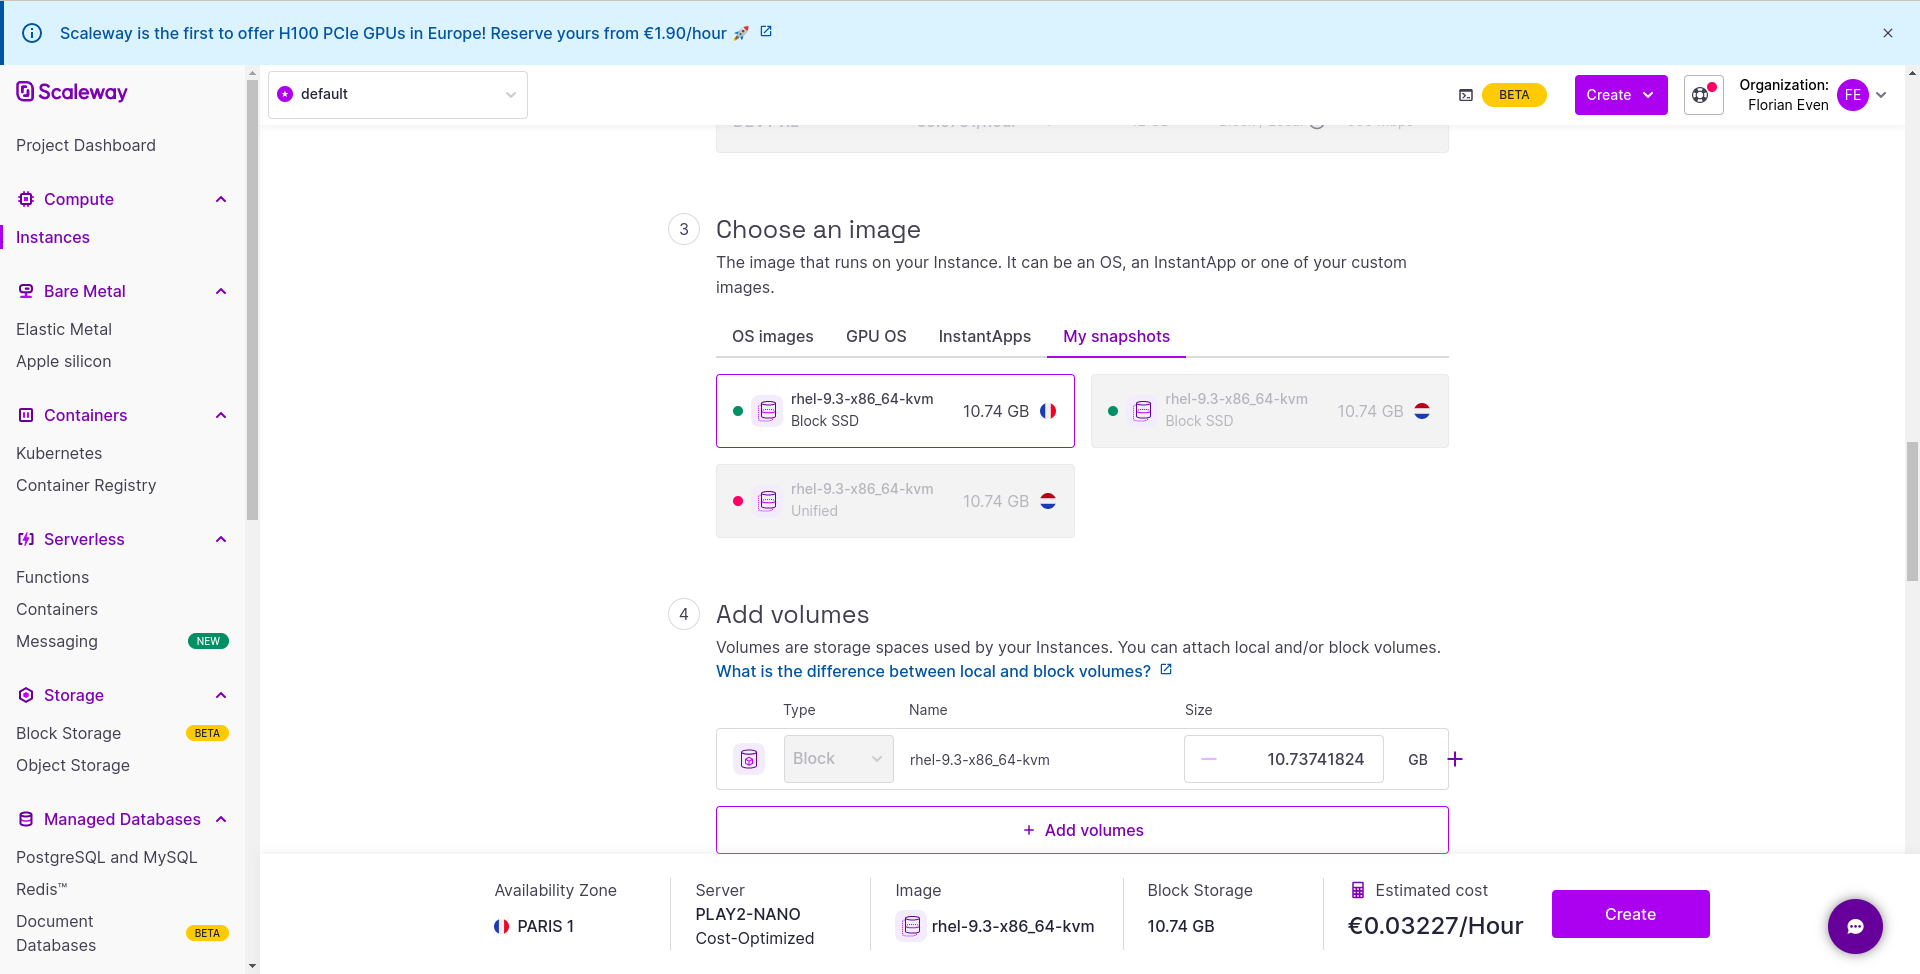 Scaleway is the first to offer H100 PCIe GPUs in Europe! Reserve yours from €1.90/hour 🚀
Scaleway
default
BETA
Create
Organization:
Florian Even
FE
Project Dashboard
Compute
Instances
Bare Metal
Elastic Metal
Apple silicon
Containers
Kubernetes
Container Registry
Serverless
Functions
Containers
Messaging NEW
Storage
Block Storage BETA
Object Storage
Managed Databases
PostgreSQL and MySQL
Redis™
Document
Databases BETA
3 Choose an image
The image that runs on your Instance. It can be an OS, an InstantApp or one of your custom
images.
OS images GPU OS InstantApps My snapshots
rhel-9.3-x86_64-kvm
Block SSD
10.74 GB
rhel-9.3-x86_64-kvm
Block SSD
10.74 GB
rhel-9.3-x86_64-kvm
Unified
10.74 GB
4 Add volumes
Volumes are storage spaces used by your Instances. You can attach local and/or block volumes.
What is the difference between local and block volumes?
Type Name Size
Block rhel-9.3-x86_64-kvm 10.73741824 GB
+ Add volumes
Availability Zone
PARIS 1
Server
PLAY2-NANO
Cost-Optimized
Image
rhel-9.3-x86_64-kvm
Block Storage
10.74 GB
Estimated cost
€0.03227/Hour
Create